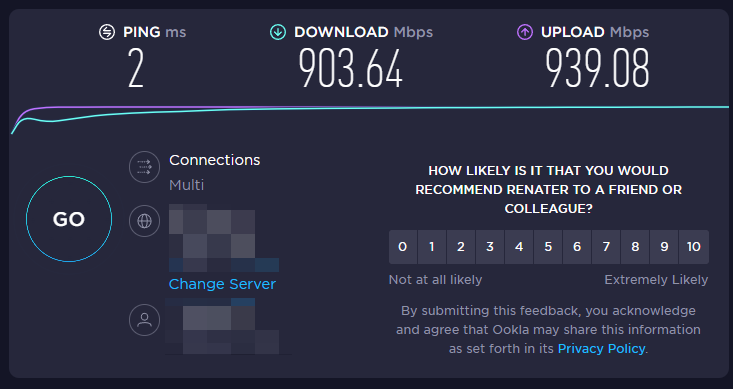 PING ms
DOWNLOAD Mbps
UPLOAD Mbps
2
903.64
939.08
Connections
Multi
GO
Change Server
HOW LIKELY IS IT THAT YOU WOULD
RECOMMEND RENATER TO A FRIEND OR
COLLEAGUE?
0 1 2 3 4 5 6 7 8 9 10
Not at all likely
Extremely Likely
By submitting this feedback, you acknowledge
and agree that Ookla may share this information
as set forth in its Privacy Policy.